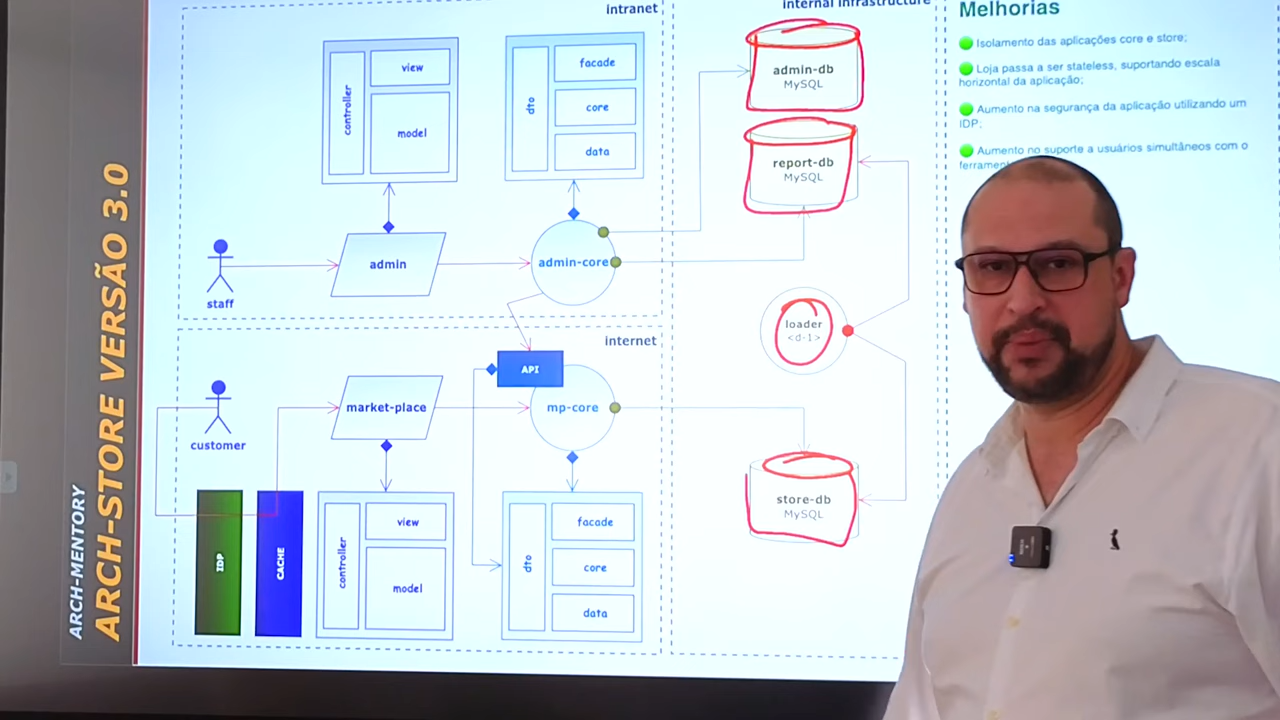 ARCH-MENTORY
ARCH-STORE VERSÃO 3.0
intranet
controller
view
model
dto
facade
core
data
staff
admin
admin-core
internet
customer
market-place
API
mp-core
IDP
CACHE
controller
view
model
dto
facade
core
data
internal infrastructure
admin-db
MySQL
report-db
MySQL
loader
<d-1>
store-db
MySQL
Melhorias
Isolamento das aplicações core e store;
Loja passa a ser stateless, suportando escala
horizontal da aplicação;
Aumento na segurança da aplicação utilizando um
IDP;
Aumento no suporte a usuários simultâneos com o